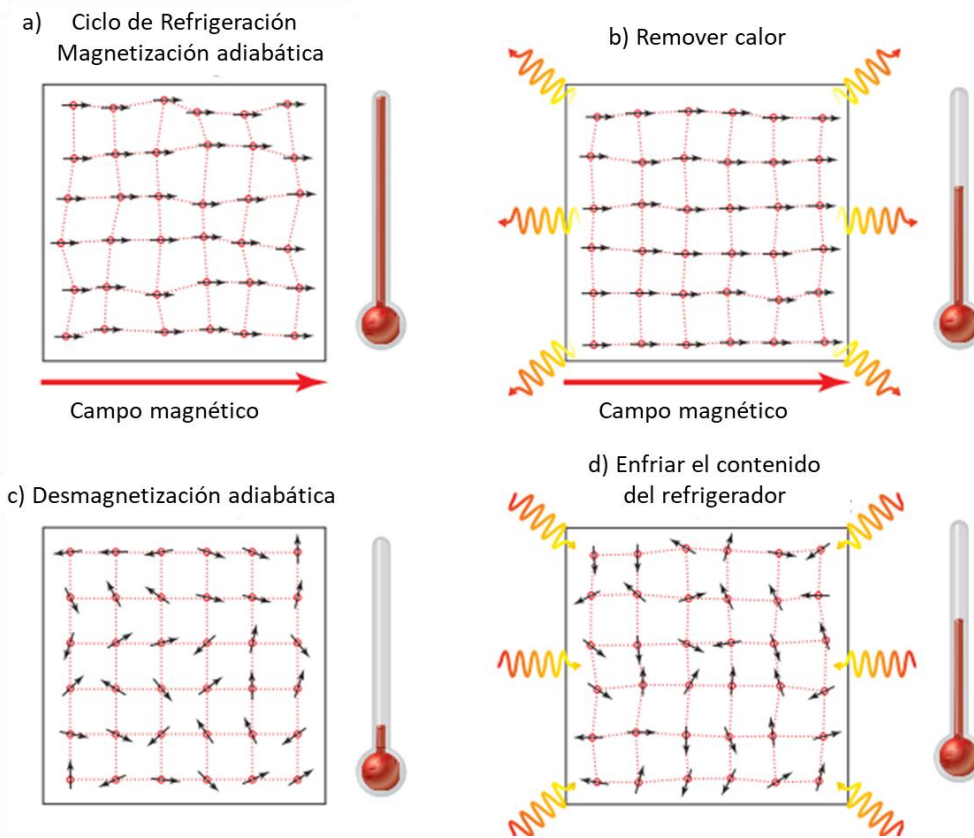 a) Ciclo de Refrigeración
Magnetización adiabática
b) Remover calor
Campo magnético
Campo magnético
c) Desmagnetización adiabática
d) Enfriar el contenido
del refrigerador